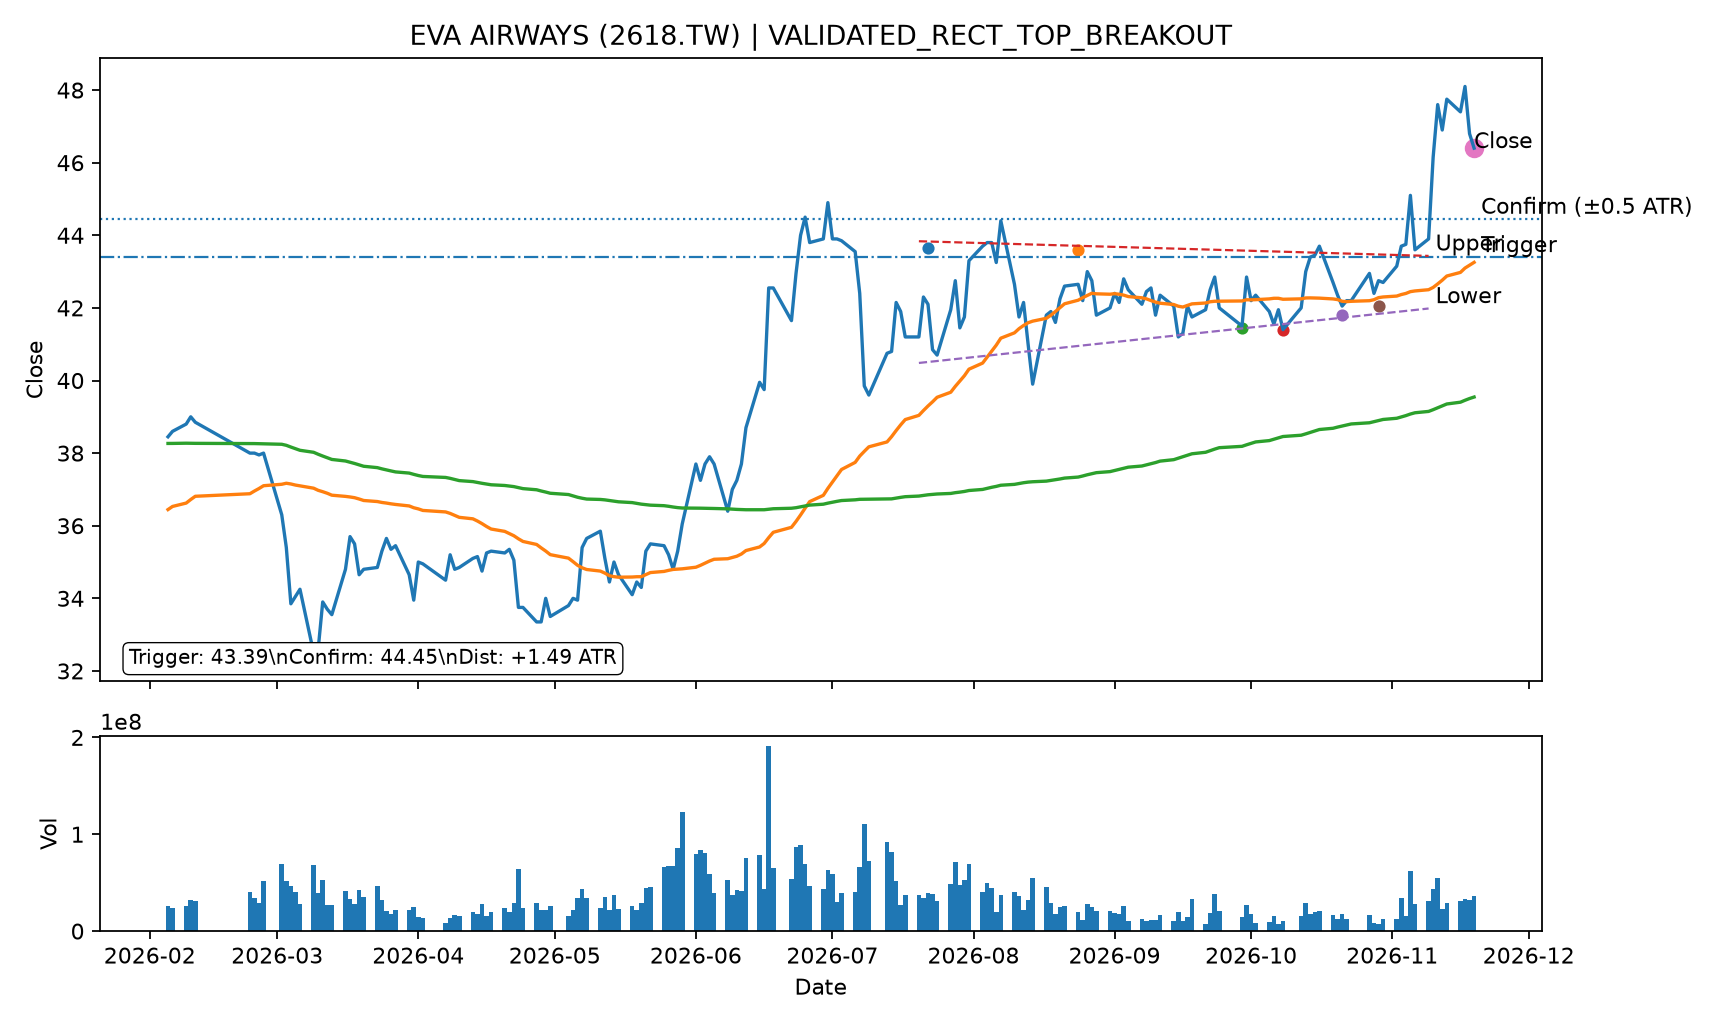 EVA AIRWAYS (2618.TW) | VALIDATED_RECT_TOP_BREAKOUT
Close
48
46
44
42
40
38
36
34
32
Close
Confirm (±0.5 ATR)
Upper
Trigger
Lower
Trigger: 43.39\nConfirm: 44.45\nDist: +1.49 ATR
1e8
Vol
2
1
0
2026-02 2026-03 2026-04 2026-05 2026-06 2026-07 2026-08 2026-09 2026-10 2026-11 2026-12
Date